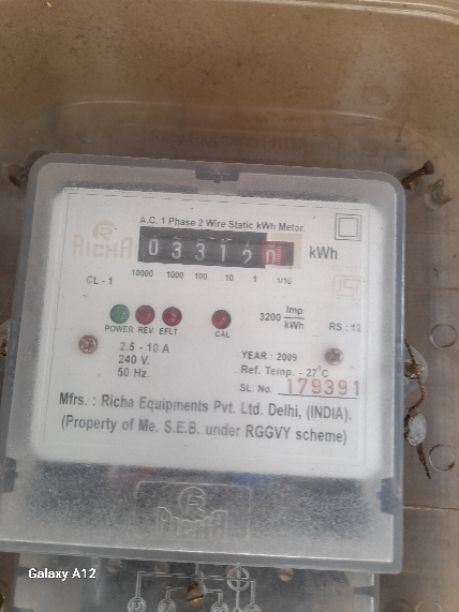 A.C. 1 Phase 2 Wire Static kWh Meter.
RICHA
033120 kWh
10000 1000 100 10 1 1/10
CL - 1
POWER REV. EFLT CAL
3200 Imp/kWh
RS : 12
2.5 - 10 A
240 V.
50 Hz.
YEAR : 2009
Ref. Temp. - 27°C
SL. No. 179391
Mfrs. : Richa Equipments Pvt. Ltd. Delhi, (INDIA).
(Property of Me. S.E.B. under RGGVY scheme)
RICHA
Galaxy A12